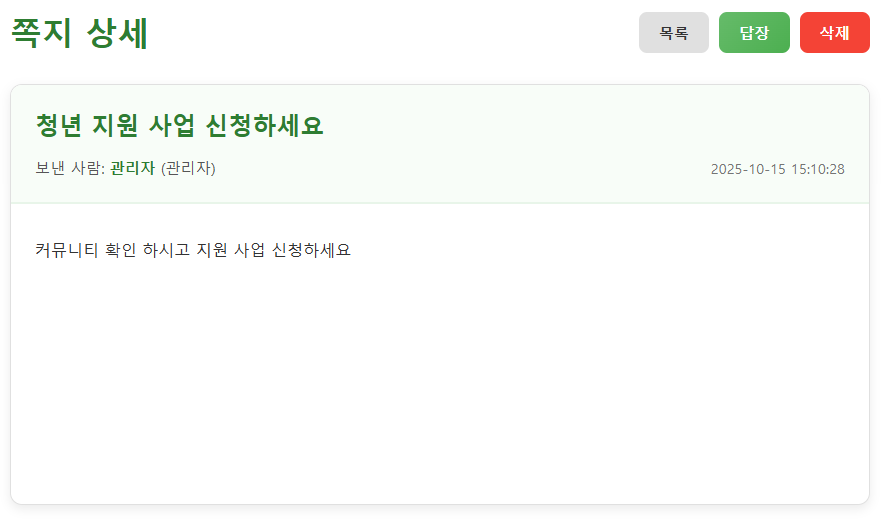 쪽지 상세
목록
답장
삭제
청년 지원 사업 신청하세요
보낸 사람: 관리자 (관리자)
2025-10-15 15:10:28
커뮤니티 확인 하시고 지원 사업 신청하세요